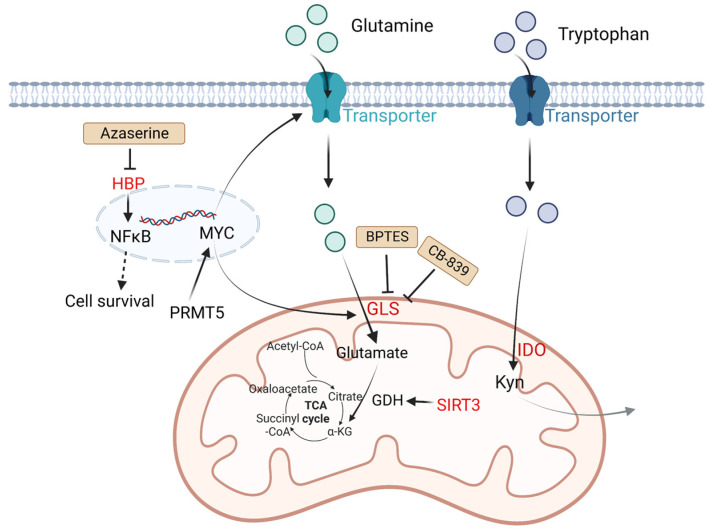 Glutamine
Tryptophan
Transporter
Transporter
Azaserine
HBP
NFκB
MYC
Cell survival
PRMT5
BPTES
CB-839
GLS
Glutamate
Acetyl-CoA
Oxaloacetate
Citrate
TCA
cycle
Succinyl
-CoA
α-KG
GDH
SIRT3
IDO
Kyn